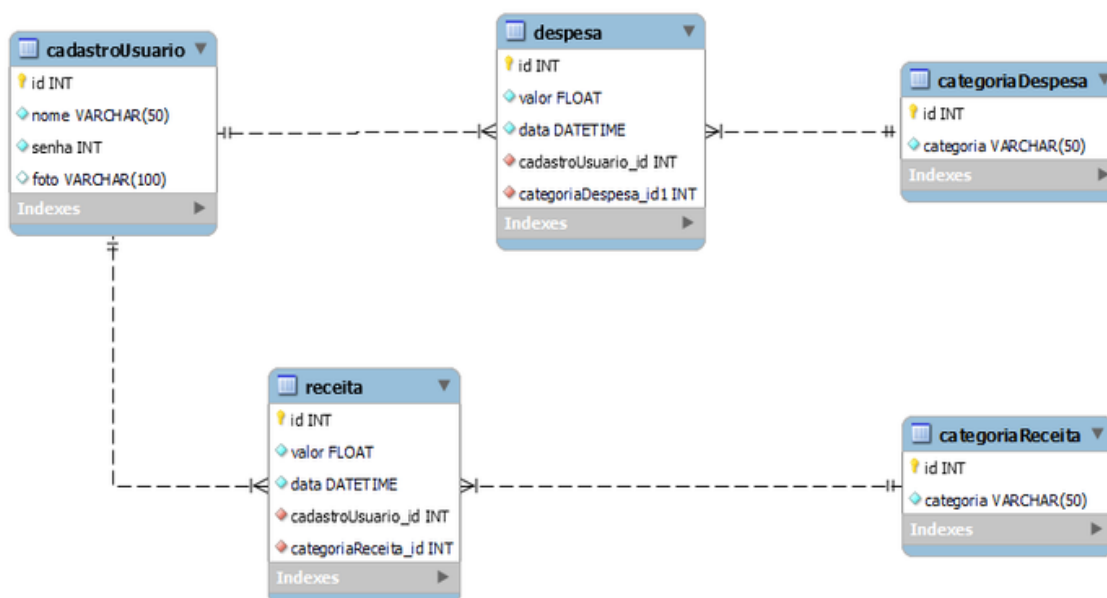 cadastroUsuario
id INT
nome VARCHAR(50)
senha INT
foto VARCHAR(100)
Indexes
despesa
id INT
valor FLOAT
data DATETIME
cadastroUsuario_id INT
categoriaDespesa_id1 INT
Indexes
categoriaDespesa
id INT
categoria VARCHAR(50)
Indexes
receita
id INT
valor FLOAT
data DATETIME
cadastroUsuario_id INT
categoriaReceita_id INT
Indexes
categoriaReceita
id INT
categoria VARCHAR(50)
Indexes